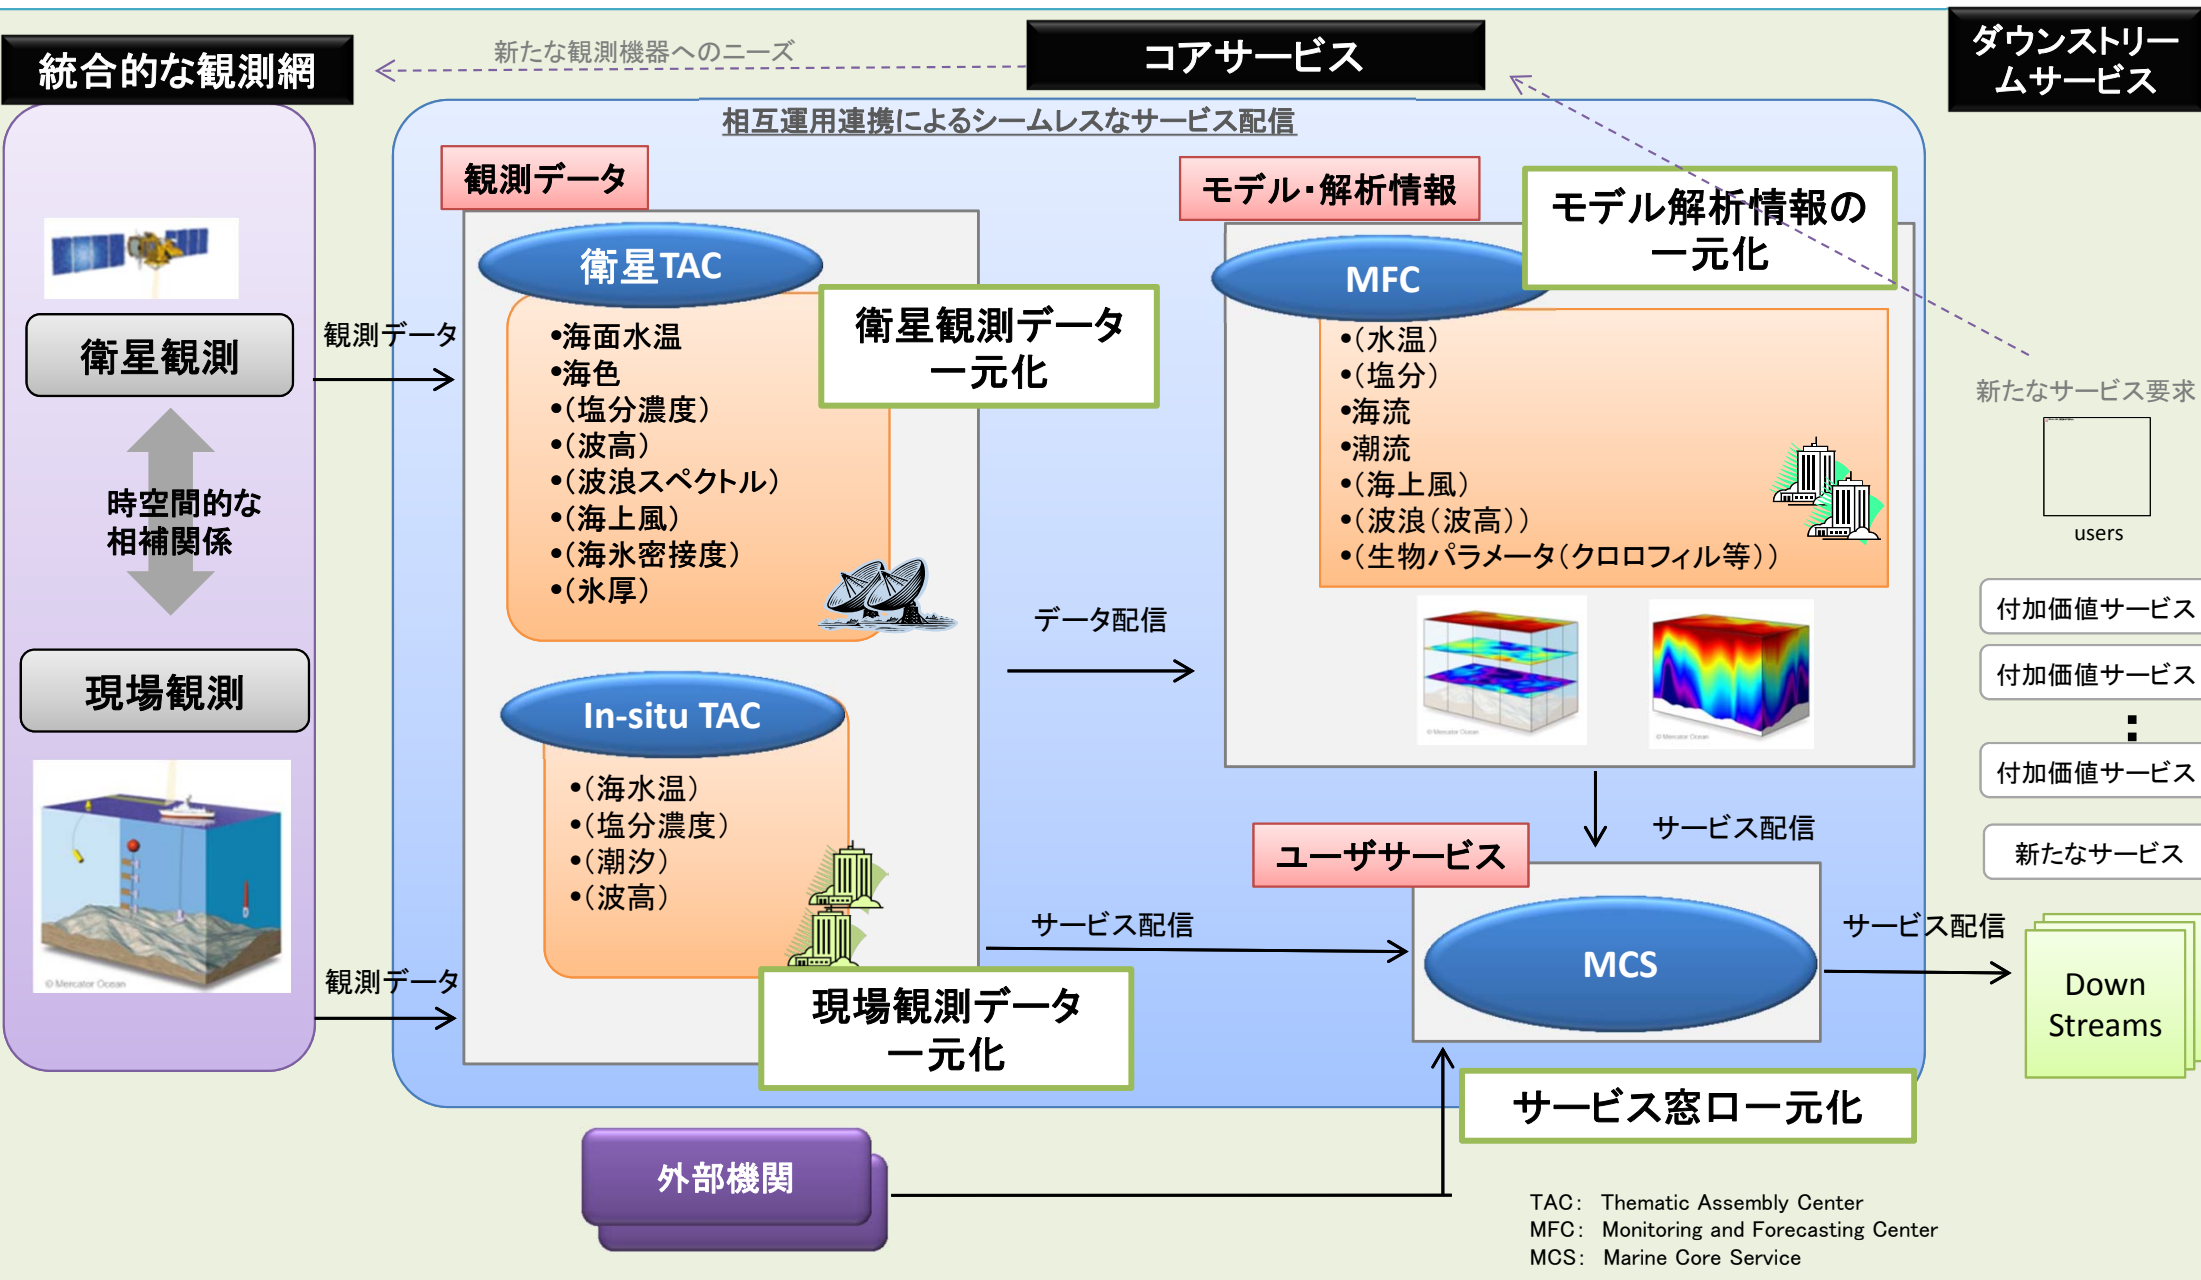 統合的な観測網
新たな観測機器へのニーズ
コアサービス
ダウンストリー
ムサービス
相互運用連携によるシームレスなサービス配信
観測データ
衛星TAC
•海面水温
•海色
•(塩分濃度)
•(波高)
•(波浪スペクトル)
•(海上風)
•(海氷密接度)
•(氷厚)
衛星観測データ
一元化
モデル・解析情報
モデル解析情報の
一元化
MFC
•(水温)
•(塩分)
•海流
•潮流
•(海上風)
•(波浪(波高))
•(生物パラメータ(クロロフィル等))
© Mercator Ocean
© Mercator Ocean
衛星観測
観測データ
時空間的な
相補関係
現場観測
© Mercator Ocean
観測データ
In-situ TAC
•(海水温)
•(塩分濃度)
•(潮汐)
•(波高)
現場観測データ
一元化
データ配信
サービス配信
サービス配信
ユーザサービス
MCS
サービス窓口一元化
サービス配信
新たなサービス要求
users
付加価値サービス
付加価値サービス
:
付加価値サービス
新たなサービス
Down
Streams
外部機関
TAC: Thematic Assembly Center
MFC: Monitoring and Forecasting Center
MCS: Marine Core Service